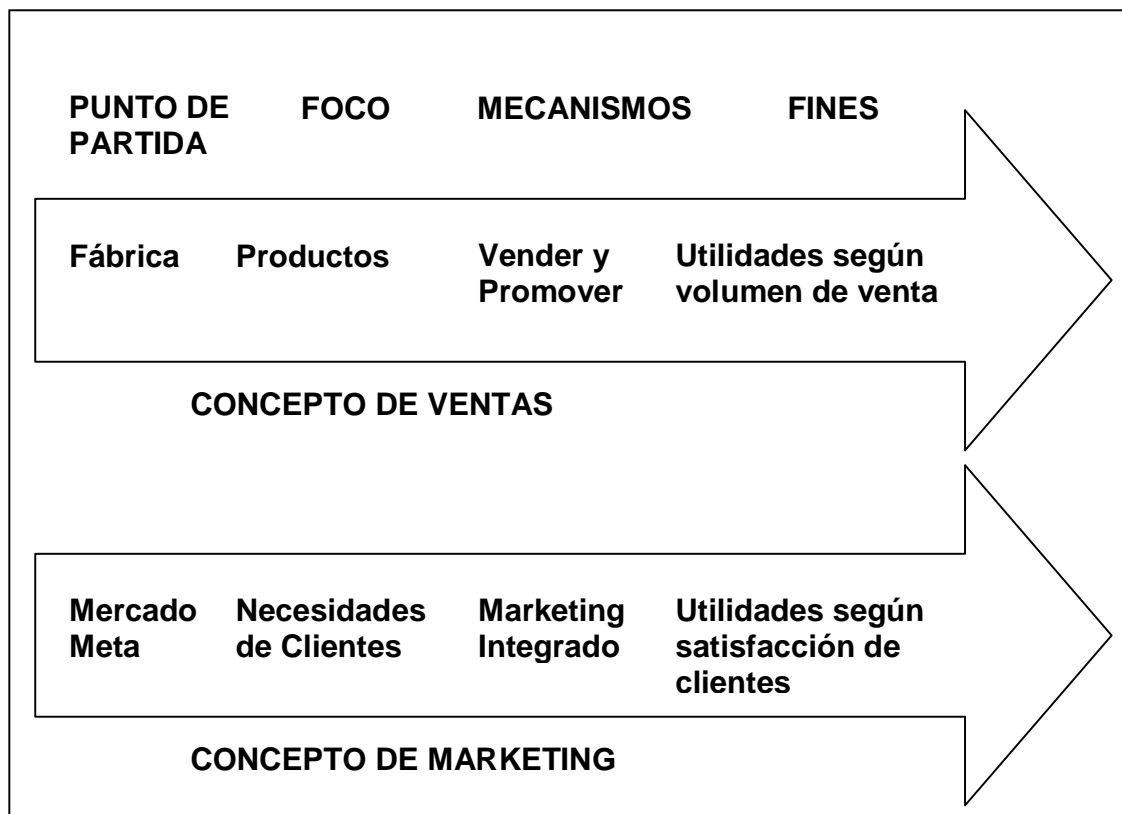 PUNTO DE PARTIDA
FOCO
MECANISMOS
FINES
Fábrica
Productos
Vender y
Promover
Utilidades según
volumen de venta
CONCEPTO DE VENTAS
Mercado
Meta
Necesidades
de Clientes
Marketing
Integrado
Utilidades según
satisfacción de
clientes
CONCEPTO DE MARKETING